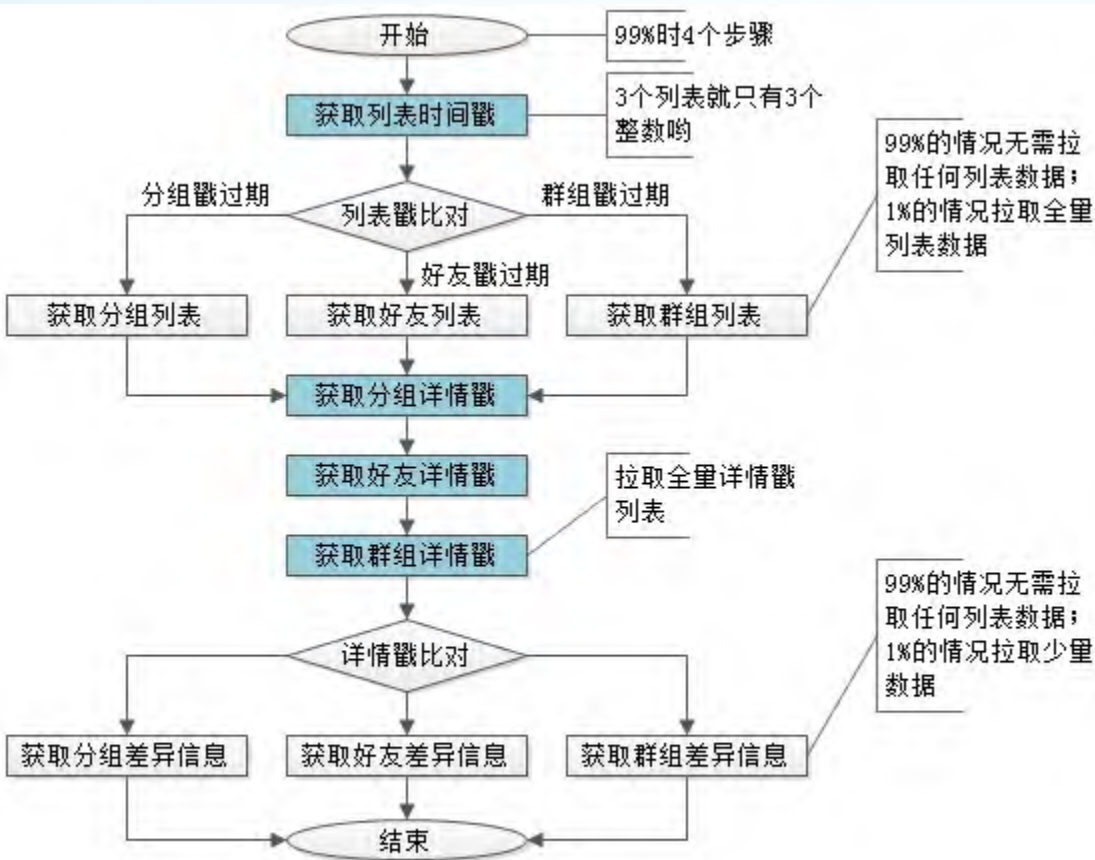 开始
99%时4个步骤
获取列表时间戳
3个列表就只有3个
整数哟
99%的情况无需拉
取任何列表数据；
1%的情况拉取全量
列表数据
分组戳过期
列表戳比对
群组戳过期
好友戳过期
获取分组列表
获取好友列表
获取群组列表
获取分组详情戳
获取好友详情戳
拉取全量详情戳
列表
获取群组详情戳
99%的情况无需拉
取任何列表数据；
1%的情况拉取少量
数据
详情戳比对
获取分组差异信息
获取好友差异信息
获取群组差异信息
结束